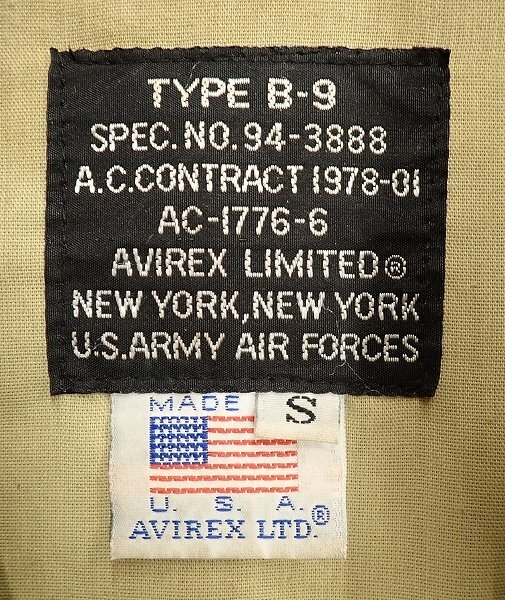 TYPE B-9
SPEC.NO.94-3888
A.C.CONTRACT 1978-01
AC-1776-6
AVIREX LIMITED®
NEW YORK, NEW YORK
U.S.ARMY AIR FORCES
MADE
S
U. S. A.
AVIREX LTD.®